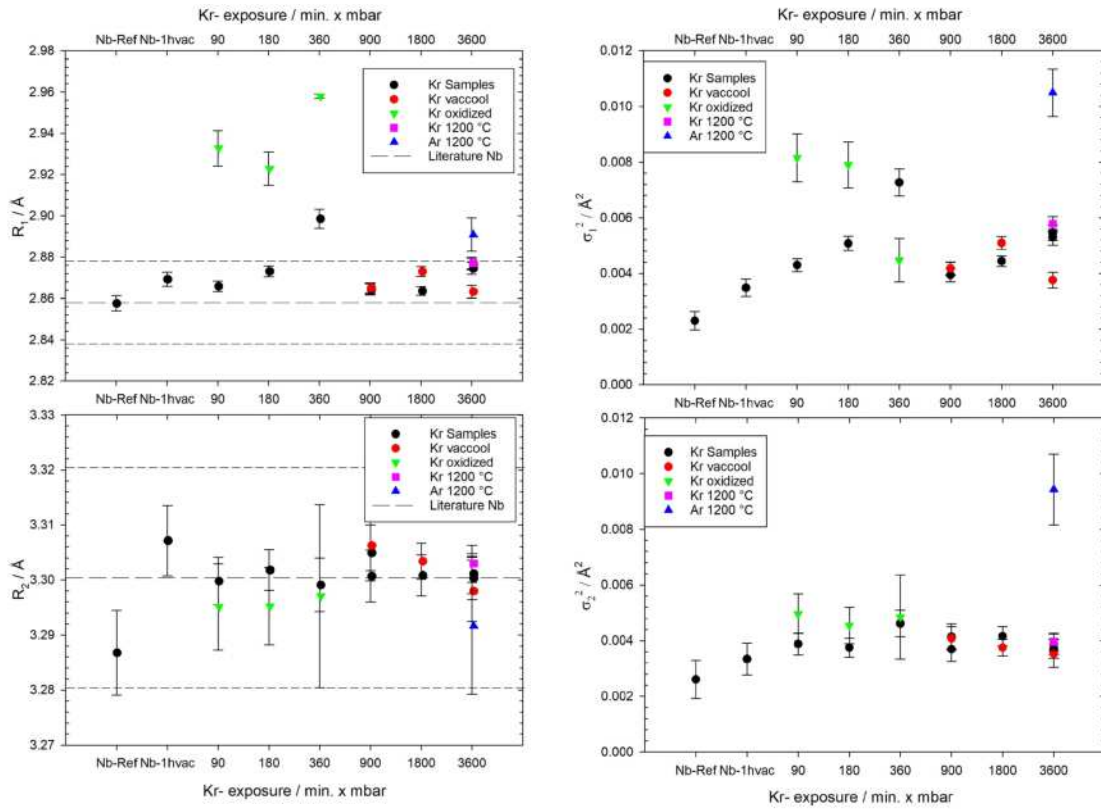 Kr- exposure / min. x mbar
Nb-Ref Nb-1hvac 90 180 360 900 1800 3600
2.98
2.96
2.94
2.92
2.90
2.88
2.86
2.84
2.82
R1 / Å
Kr Samples
Kr vaccool
Kr oxidized
Kr 1200 °C
Ar 1200 °C
Literature Nb
Nb-Ref Nb-1hvac 90 180 360 900 1800 3600
3.33
3.32
3.31
3.30
3.29
3.28
3.27
R2 / Å
Kr Samples
Kr vaccool
Kr oxidized
Kr 1200 °C
Ar 1200 °C
Literature Nb
Nb-Ref Nb-1hvac 90 180 360 900 1800 3600
Kr- exposure / min. x mbar
Kr- exposure / min. x mbar
Nb-Ref Nb-1hvac 90 180 360 900 1800 3600
0.012
0.010
0.008
0.006
0.004
0.002
0.000
σ1² / Å²
Kr Samples
Kr vaccool
Kr oxidized
Kr 1200 °C
Ar 1200 °C
Nb-Ref Nb-1hvac 90 180 360 900 1800 3600
0.012
0.010
0.008
0.006
0.004
0.002
0.000
σ2² / Å²
Kr Samples
Kr vaccool
Kr oxidized
Kr 1200 °C
Ar 1200 °C
Nb-Ref Nb-1hvac 90 180 360 900 1800 3600
Kr- exposure / min. x mbar